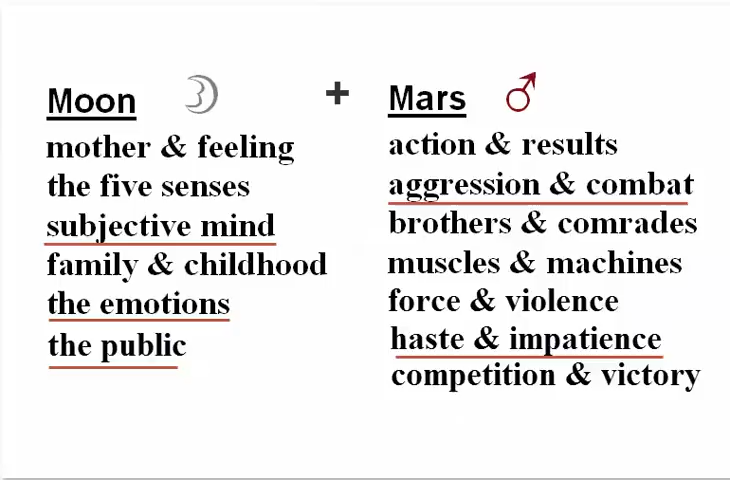 Moon
mother & feeling
the five senses
subjective mind
family & childhood
the emotions
the public
+
Mars
action & results
aggression & combat
brothers & comrades
muscles & machines
force & violence
haste & impatience
competition & victory